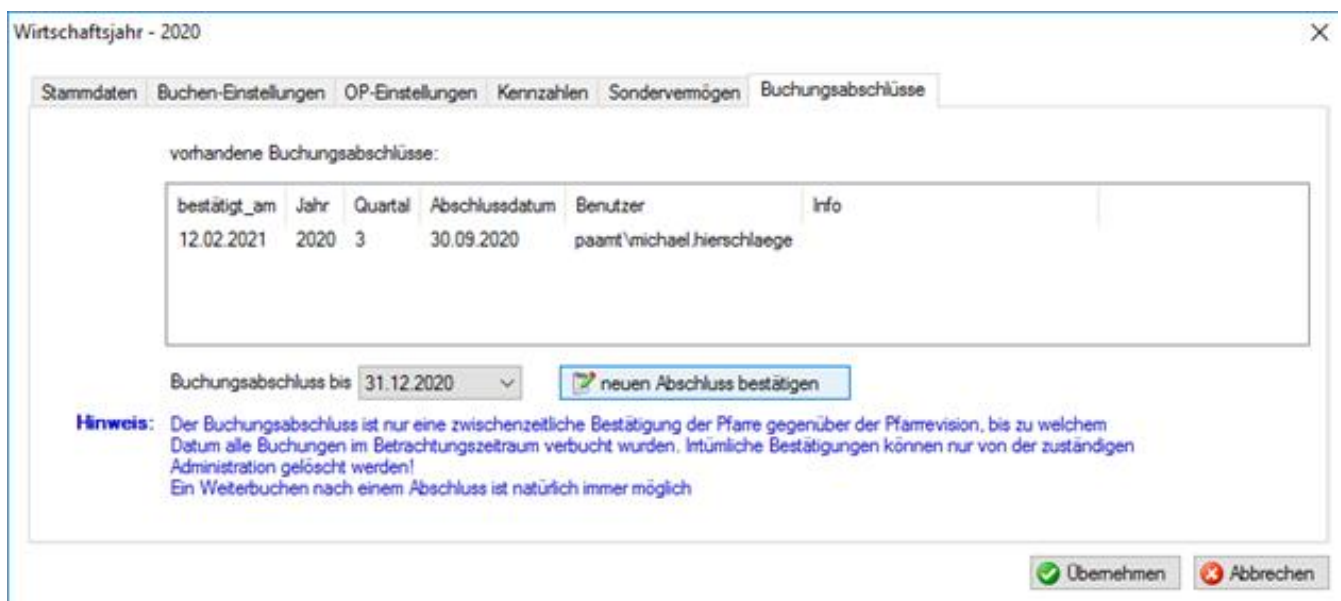 Wirtschaftsjahr - 2020
Stammdaten Buchen-Einstellungen OP-Einstellungen Kennzahlen Sondervermögen Buchungsabschlüsse
vorhandene Buchungsabschlüsse:
bestätigt_am Jahr Quartal Abschlussdatum Benutzer Info
12.02.2021 2020 3 30.09.2020 paamt\michael.hierschlaege
Buchungsabschluss bis 31.12.2020 neuen Abschluss bestätigen
Hinweis: Der Buchungsabschluss ist nur eine zwischenzeitliche Bestätigung der Pfarre gegenüber der Pfarrrevision, bis zu welchem
Datum alle Buchungen im Betrachtungszeitraum verbucht wurden. Irrtümliche Bestätigungen können nur von der zuständigen
Administration gelöscht werden!
Ein Weiterbuchen nach einem Abschluss ist natürlich immer möglich
Übernehmen Abbrechen